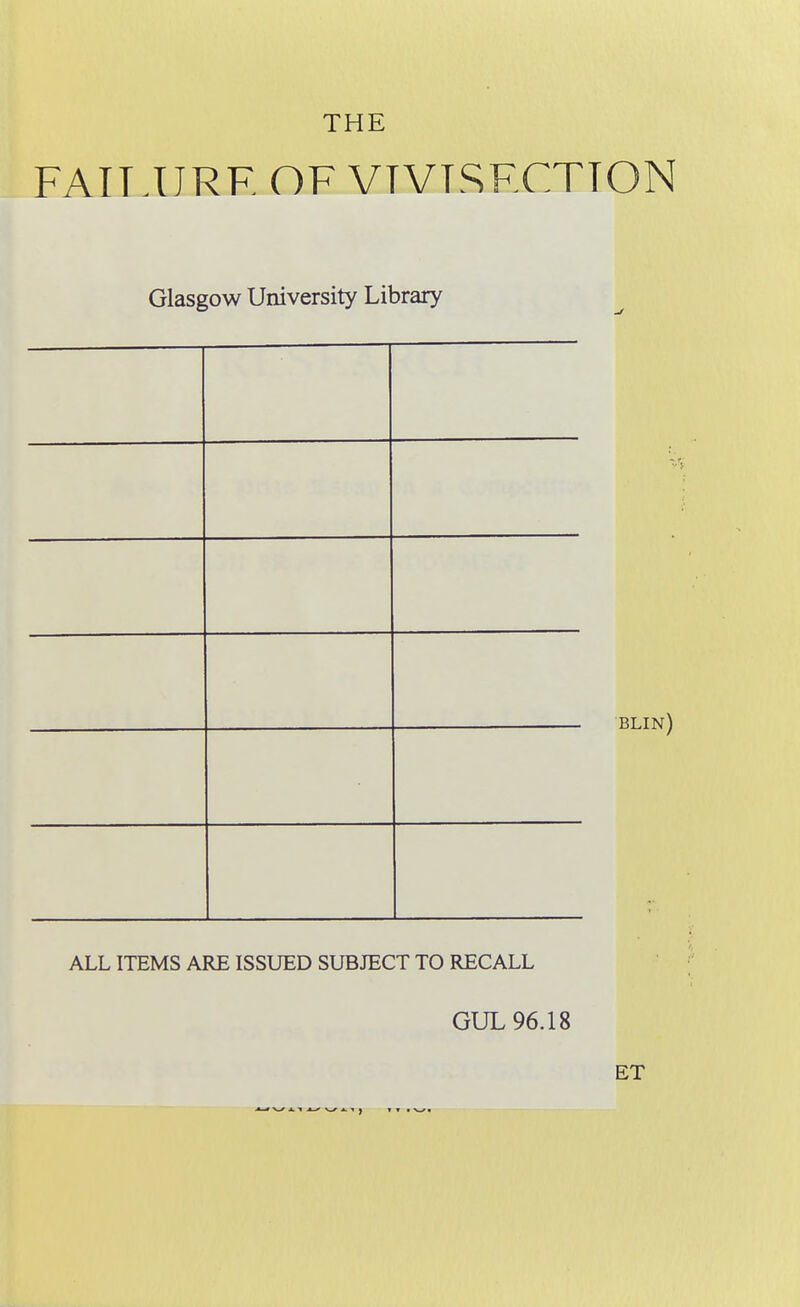 THE
FAILURE OF VIVISECTION
Glasgow University Library
BLIN)
ALL ITEMS ARE ISSUED SUBJECT TO RECALL
GUL 96.18
ET